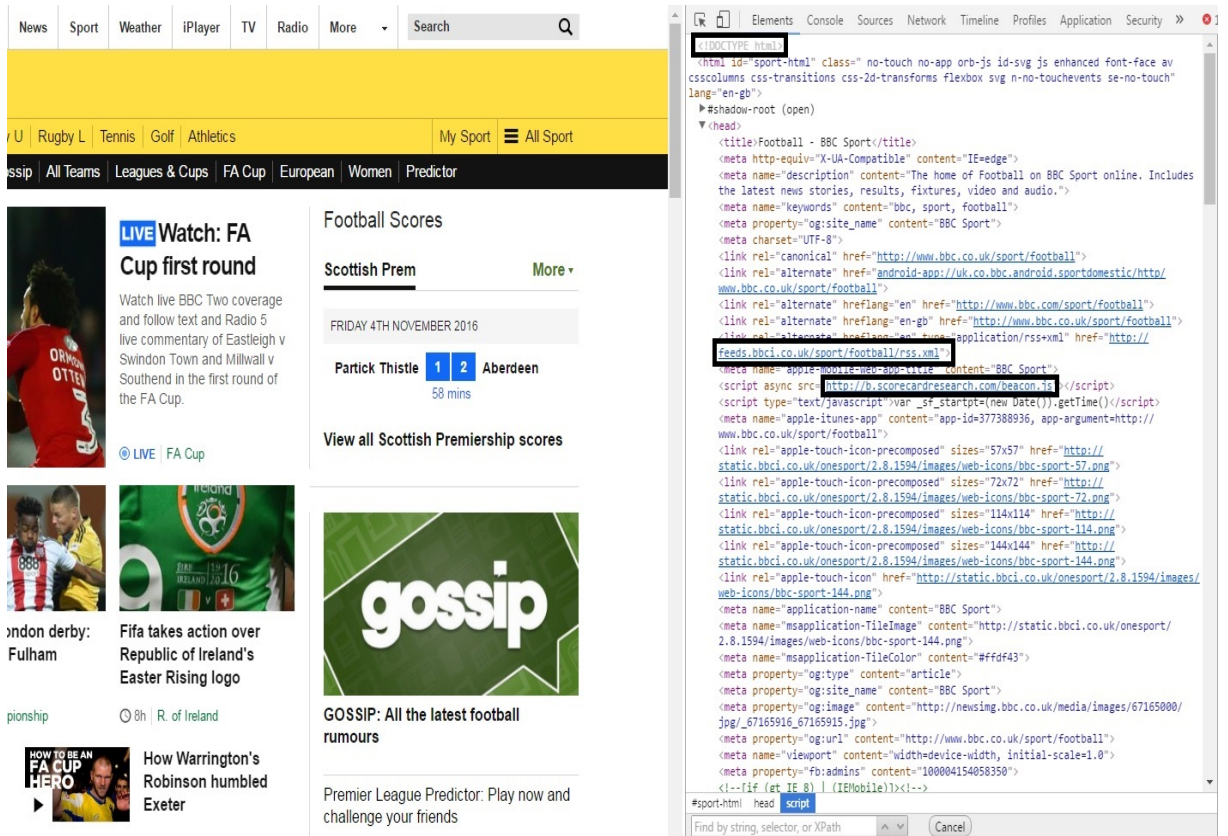 News Sport Weather iPlayer TV Radio More Search
U Rugby L Tennis Golf Athletics My Sport All Sport
ssip All Teams Leagues & Cups FA Cup European Women Predictor
LIVE Watch: FA
Cup first round
Watch live BBC Two coverage
and follow text and Radio 5
live commentary of Eastleigh v
Swindon Town and Millwall v
Southend in the first round of
the FA Cup.
LIVE FA Cup
Football Scores
Scottish Prem More
FRIDAY 4TH NOVEMBER 2016
Partick Thistle 1 2 Aberdeen
58 mins
View all Scottish Premiership scores
ondon derby:
Fulham
pionship
Fifa takes action over
Republic of Ireland's
Easter Rising logo
8h R. of Ireland
HOW TO BE AN
FA CUP
HERO
How Warrington's
Robinson humbled
Exeter
gossip
GOSSIP: All the latest football
rumours
Premier League Predictor: Play now and
challenge your friends
Elements Console Sources Network Timeline Profiles Application Security » 1
<!DOCTYPE html>
<html id="sport-html" class=" no-touch no-app orb-js id-svg js enhanced font-face av
csscolumns css-transitions css-2d-transforms flexbox svg n-no-touchevents se-no-touch"
lang="en-gb">
#shadow-root (open)
<head>
<title>Football - BBC Sport</title>
<meta http-equiv="X-UA-Compatible" content="IE=edge">
<meta name="description" content="The home of Football on BBC Sport online. Includes
the latest news stories, results, fixtures, video and audio.">
<meta name="keywords" content="bbc, sport, football">
<meta property="og:site_name" content="BBC Sport">
<meta charset="UTF-8">
<link rel="canonical" href="http://www.bbc.co.uk/sport/football">
<link rel="alternate" href="android-app://uk.co.bbc.android.sportdomestic/http/
www.bbc.co.uk/sport/football">
<link rel="alternate" hreflang="en" href="http://www.bbc.com/sport/football">
<link rel="alternate" hreflang="en-gb" href="http://www.bbc.co.uk/sport/football">
<link rel="alternate" hreflang="en" type="application/rss+xml" href="http://
feeds.bbci.co.uk/sport/football/rss.xml">
<meta name="apple-mobile-web-app-title" content="BBC Sport">
<script async src="http://b.scorecardresearch.com/beacon.js"></script>
<script type="text/javascript">var _sf_startpt=(new Date()).getTime()</script>
<meta name="apple-itunes-app" content="app-id=377388936, app-argument=http://
www.bbc.co.uk/sport/football">
<link rel="apple-touch-icon-precomposed" sizes="57x57" href="http://
static.bbci.co.uk/onesport/2.8.1594/images/web-icons/bbc-sport-57.png">
<link rel="apple-touch-icon-precomposed" sizes="72x72" href="http://
static.bbci.co.uk/onesport/2.8.1594/images/web-icons/bbc-sport-72.png">
<link rel="apple-touch-icon-precomposed" sizes="114x114" href="http://
static.bbci.co.uk/onesport/2.8.1594/images/web-icons/bbc-sport-114.png">
<link rel="apple-touch-icon-precomposed" sizes="144x144" href="http://
static.bbci.co.uk/onesport/2.8.1594/images/web-icons/bbc-sport-144.png">
<link rel="apple-touch-icon" href="http://static.bbci.co.uk/onesport/2.8.1594/images/
web-icons/bbc-sport-144.png">
<meta name="application-name" content="BBC Sport">
<meta name="msapplication-TileImage" content="http://static.bbci.co.uk/onesport/
2.8.1594/images/web-icons/bbc-sport-144.png">
<meta name="msapplication-TileColor" content="#ffdf43">
<meta property="og:type" content="article">
<meta property="og:site_name" content="BBC Sport">
<meta property="og:image" content="http://newsimg.bbc.co.uk/media/images/67165000/
jpg/_67165916_67165915.jpg">
<meta property="og:url" content="http://www.bbc.co.uk/sport/football">
<meta name="viewport" content="width=device-width, initial-scale=1.0">
<meta property="fb:admins" content="100004154058350">
<!--[if (gt IE 8) | (IEMobile)]><!-->
#sport-html head script
Find by string, selector, or XPath Cancel